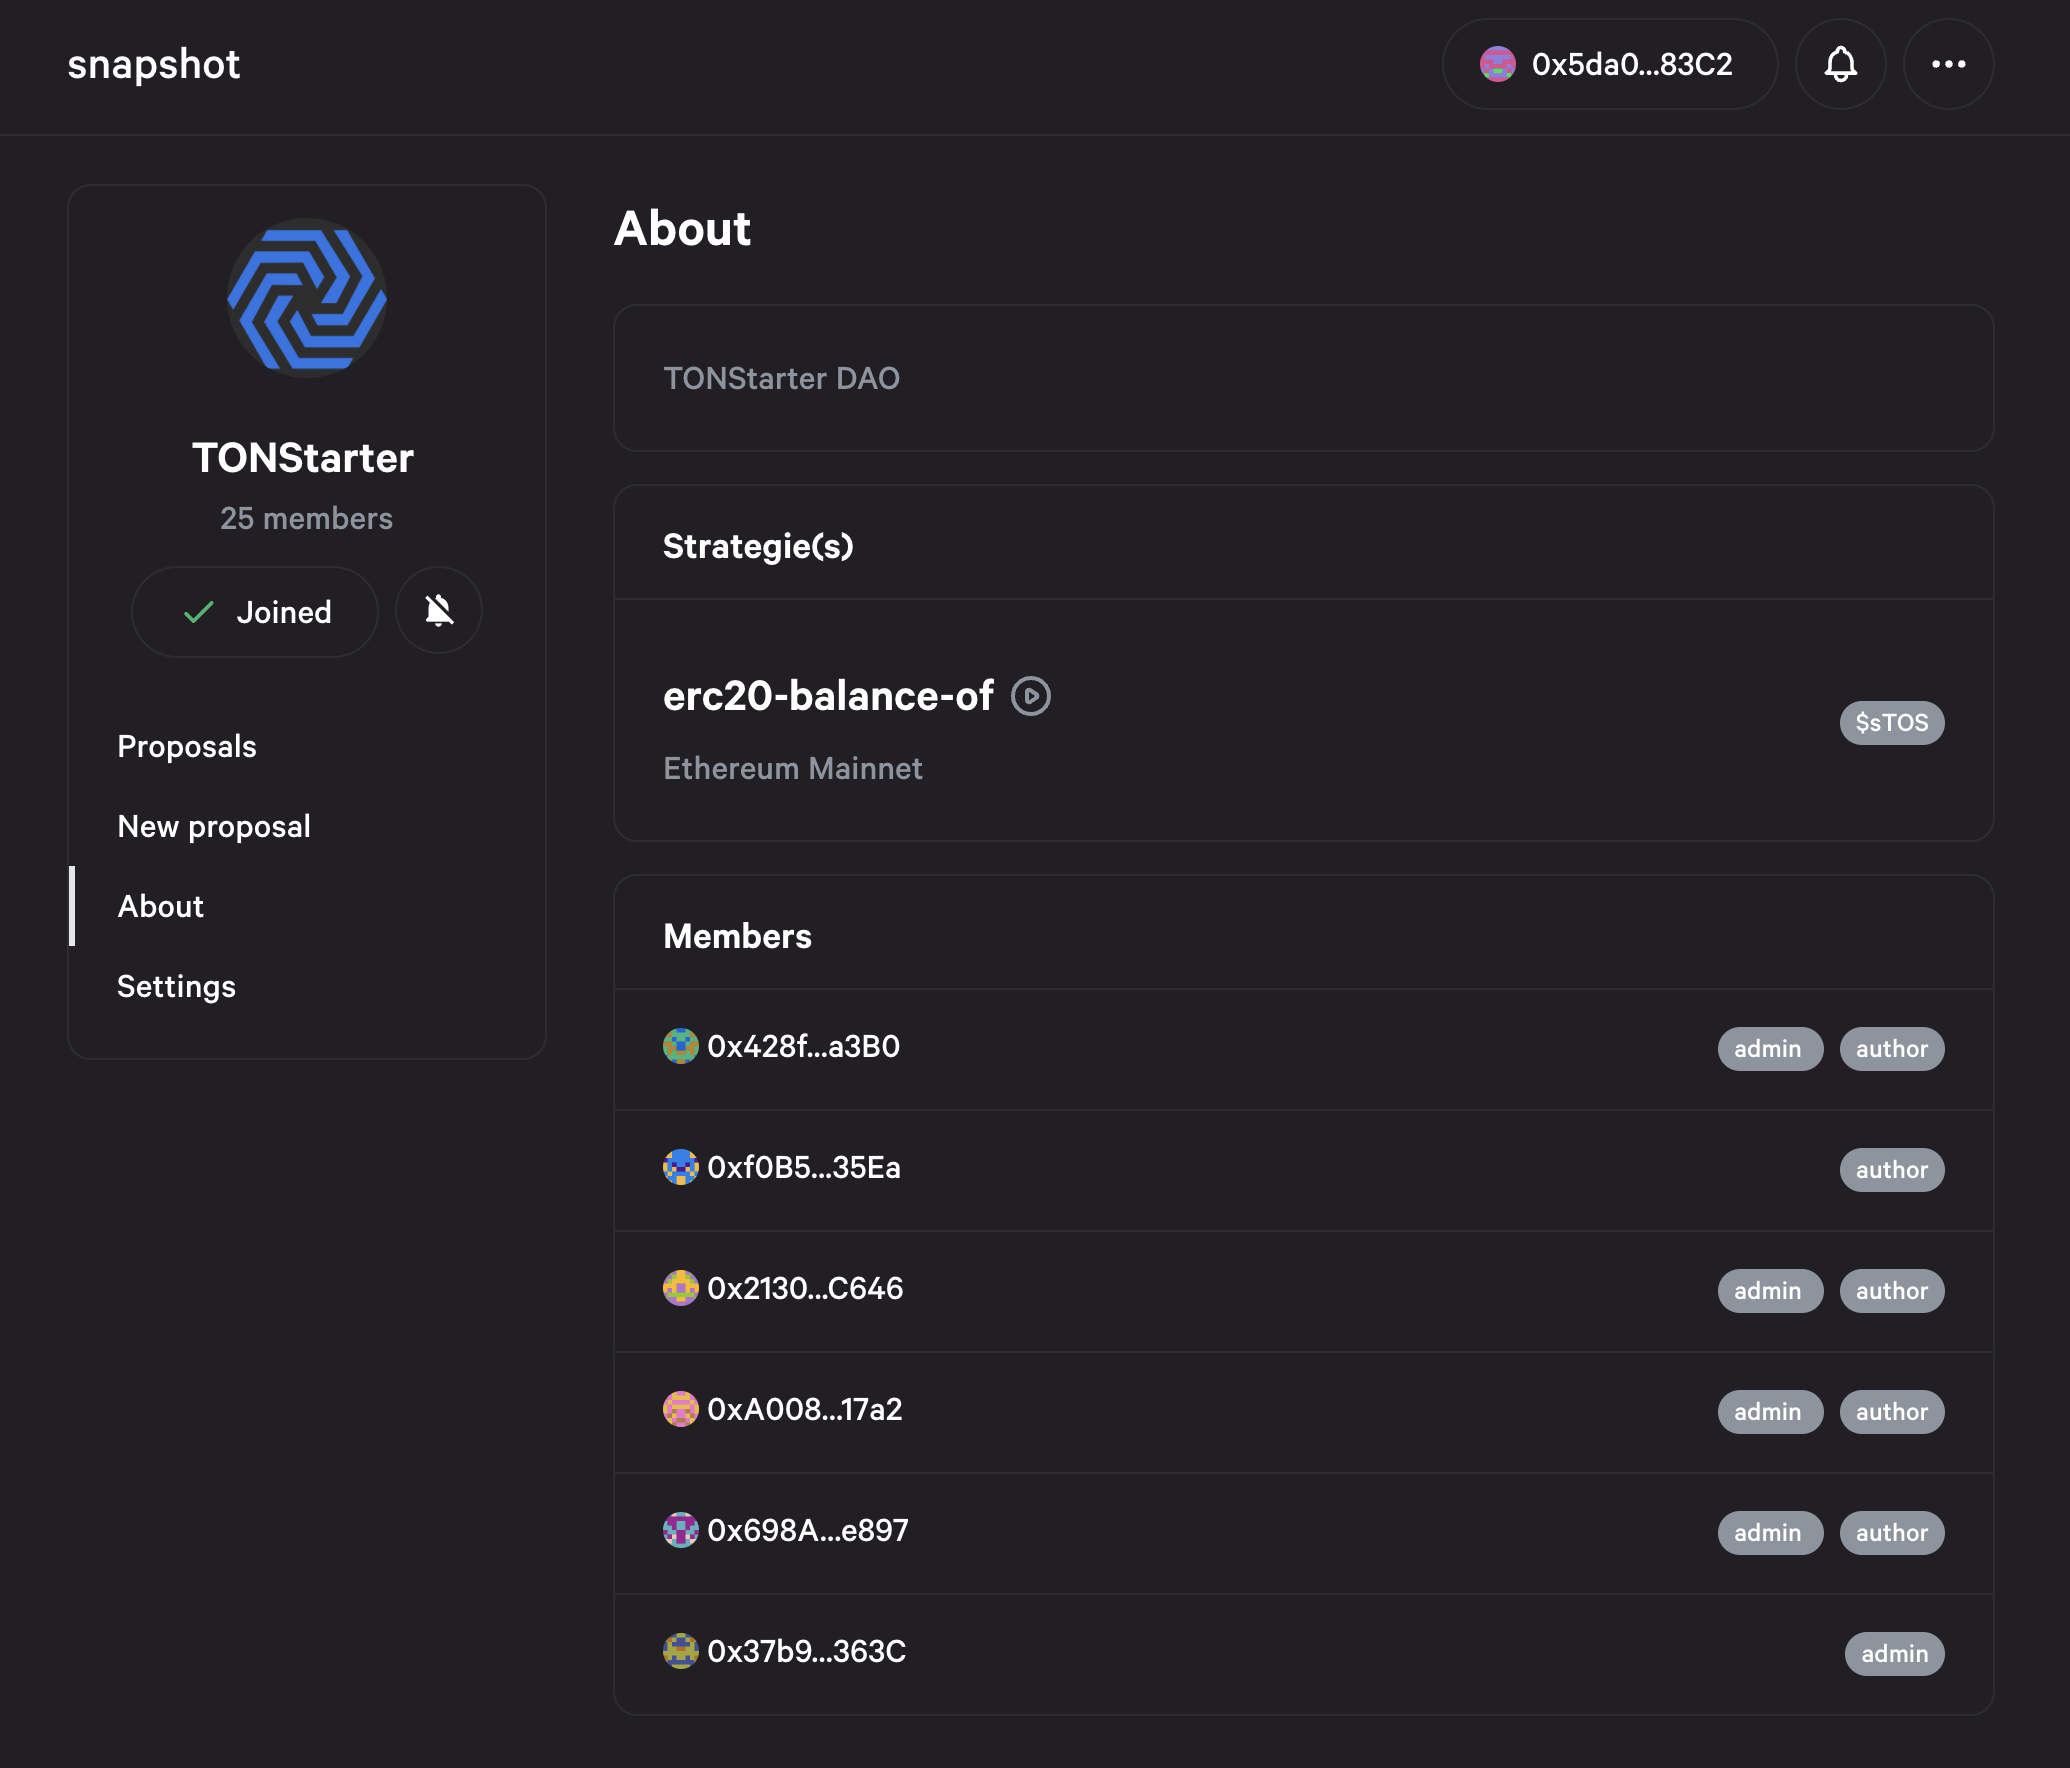 snapshot
0x5da0...83C2
TONStarter
25 members
Joined
Proposals
New proposal
About
Settings
About
TONStarter DAO
Strategie(s)
erc20-balance-of
$sTOS
Ethereum Mainnet
Members
0x428f...a3B0 admin author
0xf0B5...35Ea author
0x2130...C646 admin author
0xA008...17a2 admin author
0x698A...e897 admin author
0x37b9...363C admin